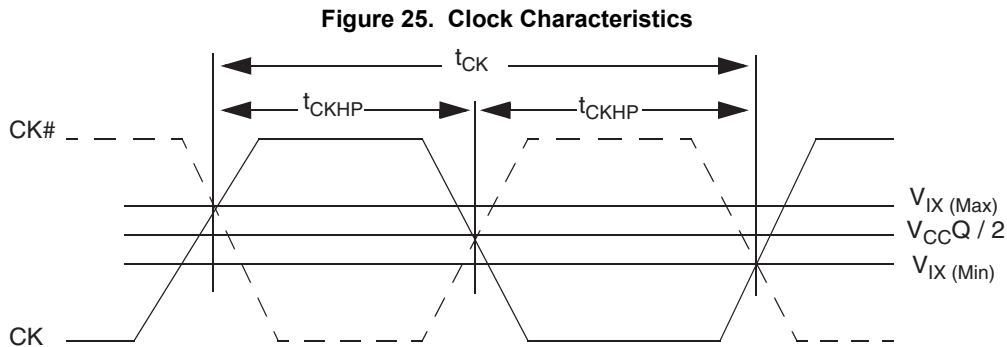 Figure 25. Clock Characteristics
tCK
tCKHP tCKHP
CK#
VIX (Max)
VCCQ / 2
VIX (Min)
CK